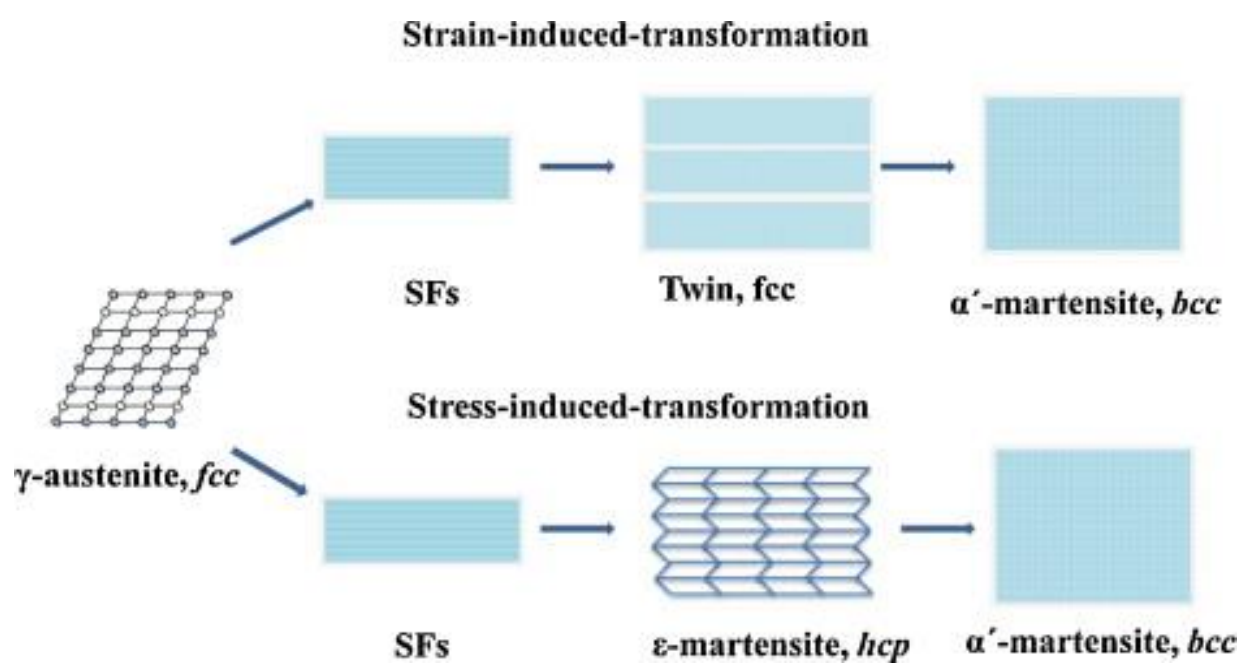 Strain-induced-transformation
SFs
Twin, fcc
α´-martensite, bcc
γ-austenite, fcc
Stress-induced-transformation
SFs
ε-martensite, hcp
α´-martensite, bcc